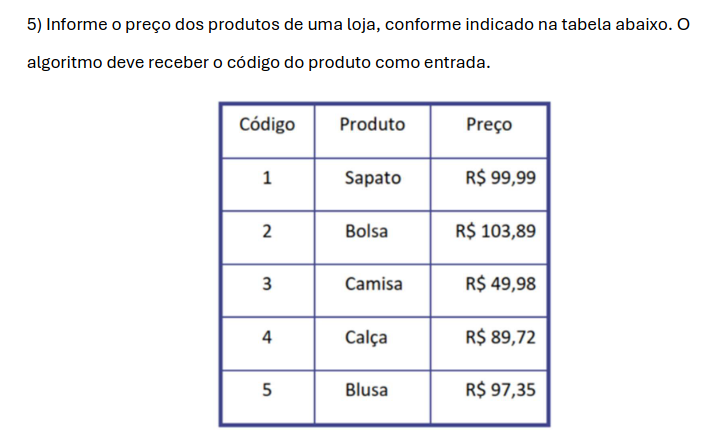 5) Informe o preço dos produtos de uma loja, conforme indicado na tabela abaixo. O
algoritmo deve receber o código do produto como entrada.
Código Produto Preço
1 Sapato R$ 99,99
2 Bolsa R$ 103,89
3 Camisa R$ 49,98
4 Calça R$ 89,72
5 Blusa R$ 97,35